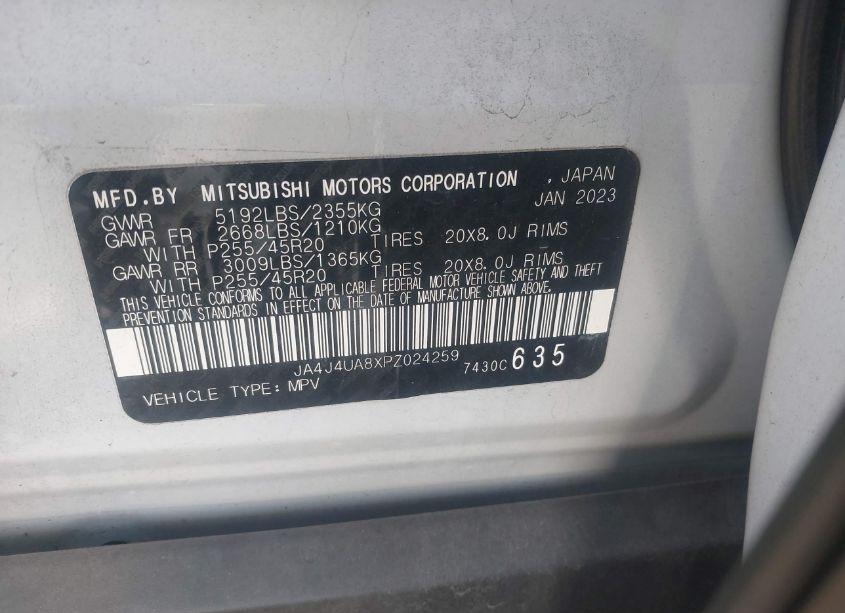 MFD.BY MITSUBISHI MOTORS CORPORATION , JAPAN
GVWR 5192LBS/2355KG JAN 2023
GAWR FR 2668LBS/1210KG
WITH P255/45R20 TIRES 20X8.0J RIMS
GAWR RR 3009LBS/1365KG
WITH P255/45R20 TIRES 20X8.0J RIMS
THIS VEHICLE CONFORMS TO ALL APPLICABLE FEDERAL MOTOR VEHICLE SAFETY AND THEFT
PREVENTION STANDARDS IN EFFECT ON THE DATE OF MANUFACTURE SHOWN ABOVE.
JA4J4UA8XPZ024259 7430C 635
VEHICLE TYPE: MPV